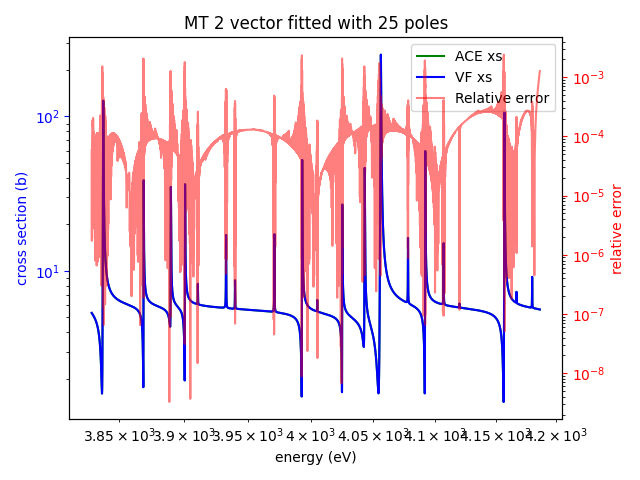 MT 2 vector fitted with 25 poles
ACE xs
VF xs
Relative error
cross section (b)
10²
10¹
relative error
10⁻³
10⁻⁴
10⁻⁵
10⁻⁶
10⁻⁷
10⁻⁸
3.85 × 10³ 3.9 × 10³ 3.95 × 10³ 4 × 10³ 4.05 × 10³ 4.1 × 10³ 4.15 × 10³ 4.2 × 10³
energy (eV)